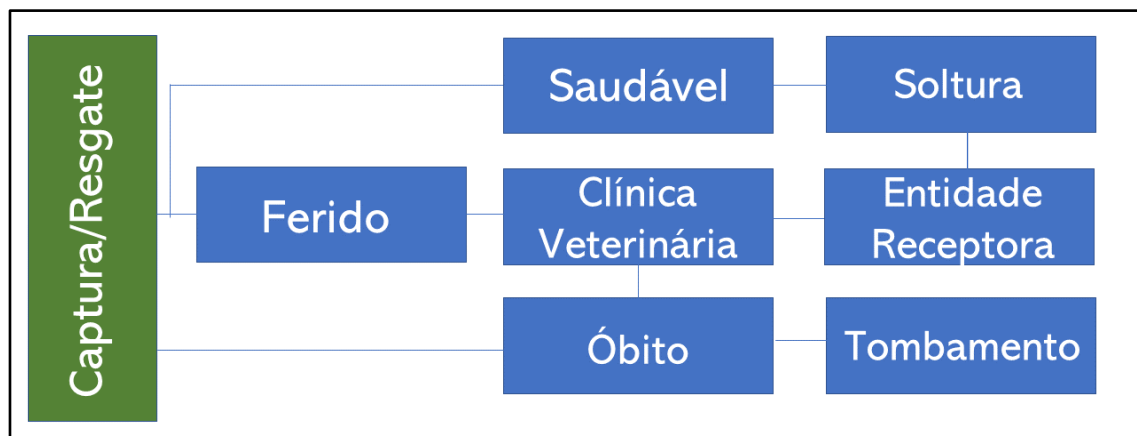 Captura/Resgate
Saudável
Soltura
Ferido
Clínica
Veterinária
Entidade
Receptora
Óbito
Tombamento